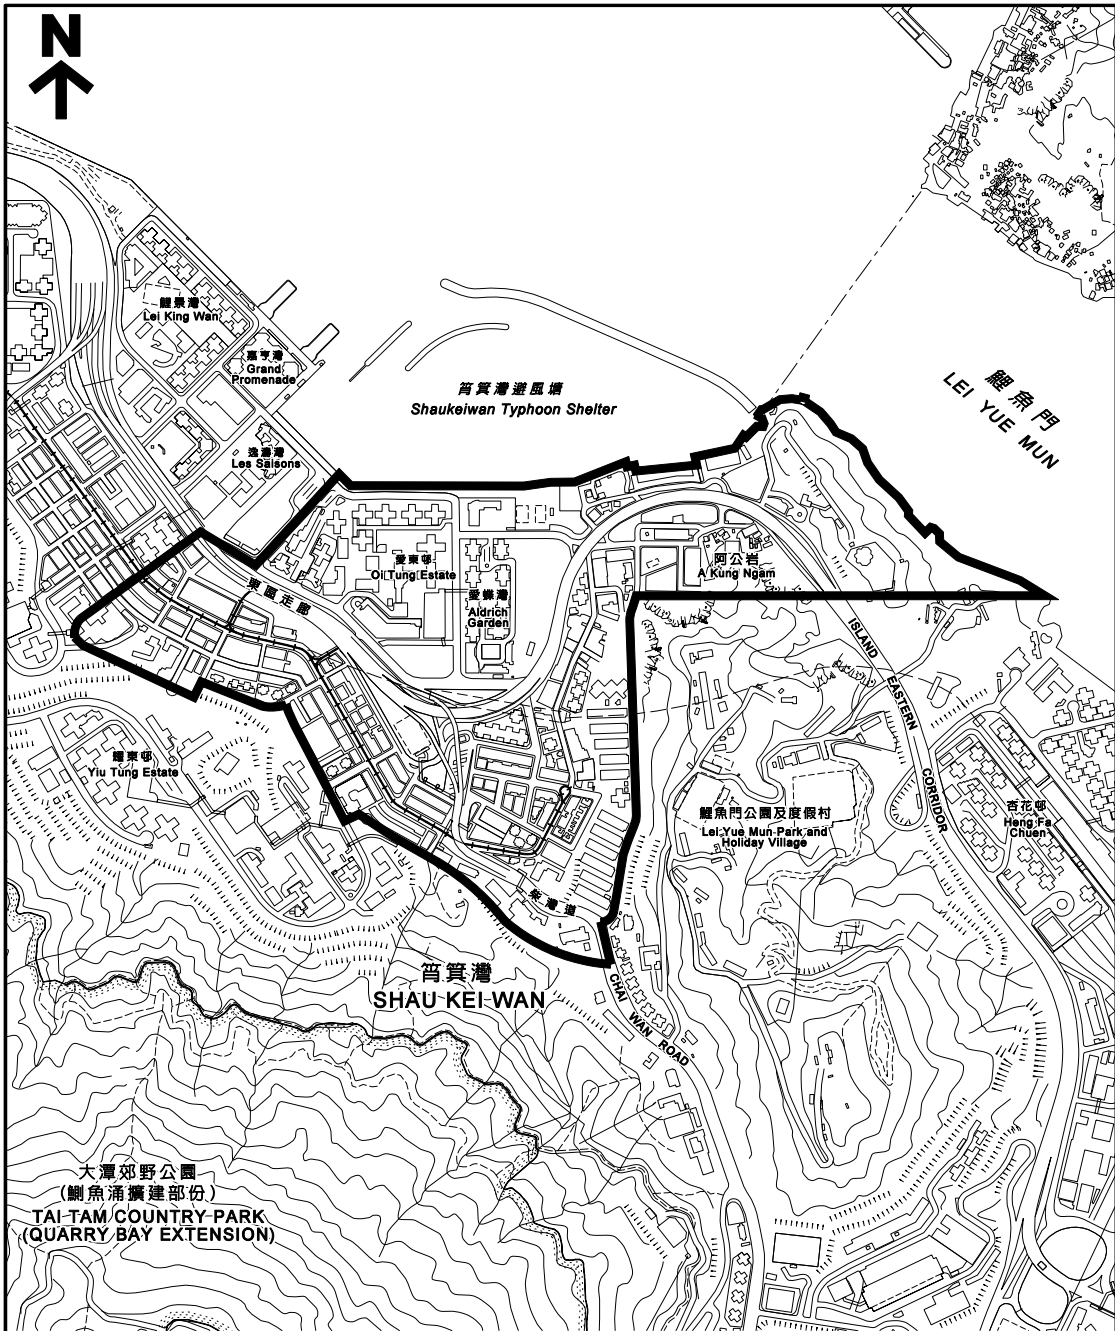 N
鯉景灣
Lei King Wan
嘉亨灣
Grand
Promenade
筲箕灣避風塘
Shaukeiwan Typhoon Shelter
鯉魚門
LEI YUE MUN
逸濤灣
Les Saisons
愛東邨
Oi Tung Estate
阿公岩
A Kung Ngam
東區走廊
愛蝶灣
Aldrich
Garden
ISLAND
EASTERN
CORRIDOR
耀東邨
Yiu Tung Estate
鯉魚門公園及度假村
Lei Yue Mun Park and
Holiday Village
杏花邨
Heng Fa
Chuen
柴灣道
筲箕灣
SHAU KEI WAN
CHAI WAN ROAD
大潭郊野公園
(鰂魚涌擴建部份)
TAI TAM COUNTRY PARK
(QUARRY BAY EXTENSION)